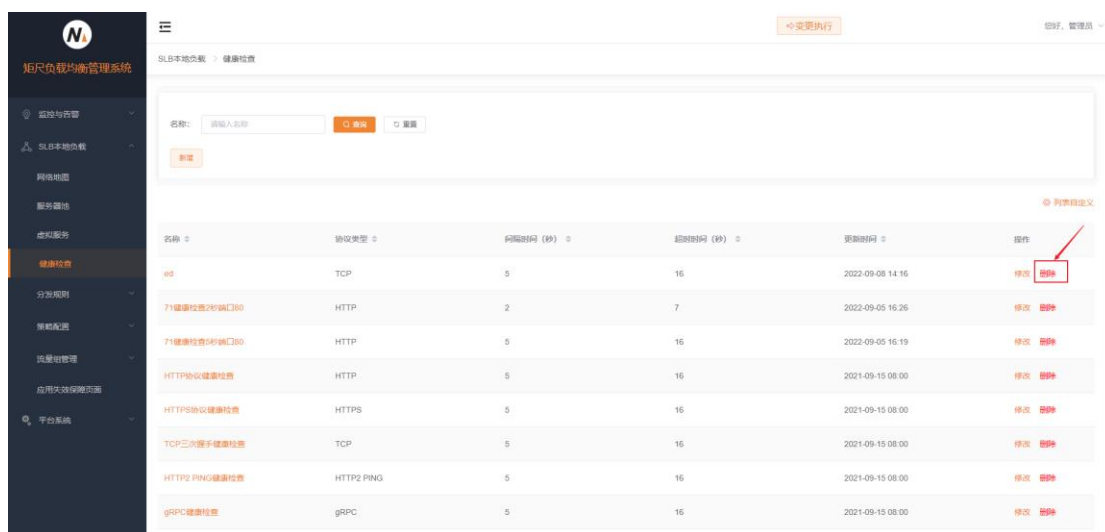 变更执行
您好，管理员
矩尺负载均衡管理系统
SLB本地负载 > 健康检查
监控与告警
SLB本地负载
网络地图
服务器池
虚拟服务
健康检查
分发规则
策略配置
流量组管理
应用失效保障页面
平台系统
名称： 请输入名称 查询 重置
新增
列表自定义
名称 协议类型 间隔时间（秒） 超时时间（秒） 更新时间 操作
ed TCP 5 16 2022-09-08 14:16 修改 删除
71健康检查2秒端口80 HTTP 2 7 2022-09-05 16:26 修改 删除
71健康检查5秒端口80 HTTP 5 16 2022-09-05 16:19 修改 删除
HTTP协议健康检查 HTTP 5 16 2021-09-15 08:00 修改 删除
HTTPS协议健康检查 HTTPS 5 16 2021-09-15 08:00 修改 删除
TCP三次握手健康检查 TCP 5 16 2021-09-15 08:00 修改 删除
HTTP2 PING健康检查 HTTP2 PING 5 16 2021-09-15 08:00 修改 删除
gRPC健康检查 gRPC 5 16 2021-09-15 08:00 修改 删除